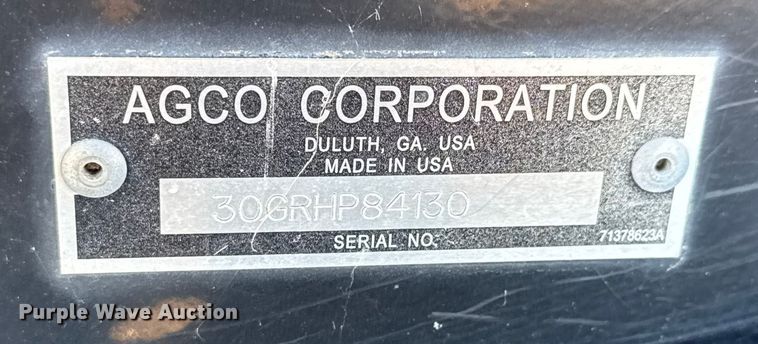 AGCO CORPORATION
DULUTH, GA. USA
MADE IN USA
30GRHP84130
SERIAL NO.
71378623A
Purple Wave Auction